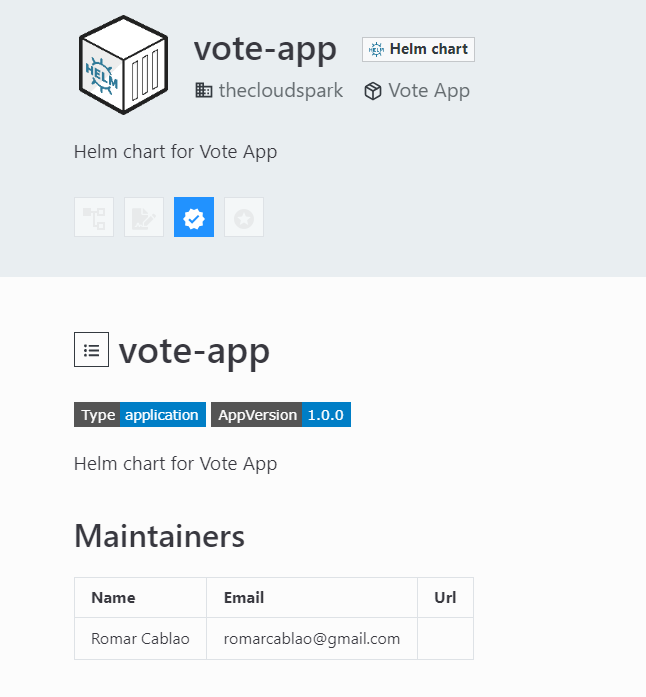 HELM
vote-app
HELM Helm chart
thecloudspark Vote App
Helm chart for Vote App
vote-app
Type application AppVersion 1.0.0
Helm chart for Vote App
Maintainers
Name Email Url
Romar Cablao romarcablao@gmail.com